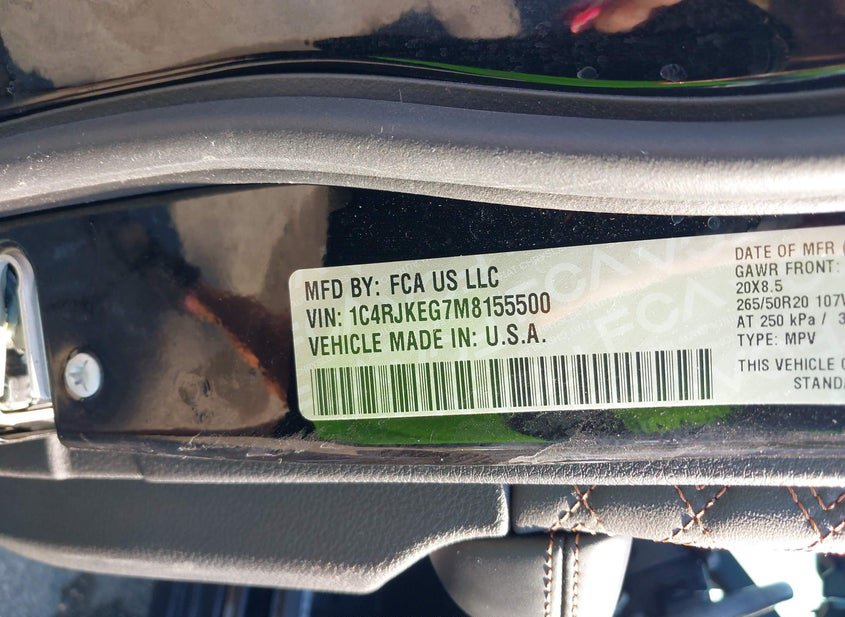 MFD BY: FCA US LLC
VIN: 1C4RJKEG7M8155500
VEHICLE MADE IN: U.S.A.
DATE OF MFR
GAWR FRONT:
20X8.5
265/50R20 107V
AT 250 kPa /
TYPE: MPV
THIS VEHICLE